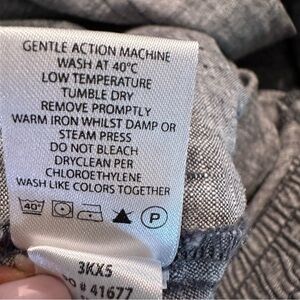 GENTLE ACTION MACHINE
WASH AT 40°C
LOW TEMPERATURE
TUMBLE DRY
REMOVE PROMPTLY
WARM IRON WHILST DAMP OR
STEAM PRESS
DO NOT BLEACH
DRYCLEAN PER
CHLOROETHYLENE
WASH LIKE COLORS TOGETHER
40° P
3KX5
# 41677